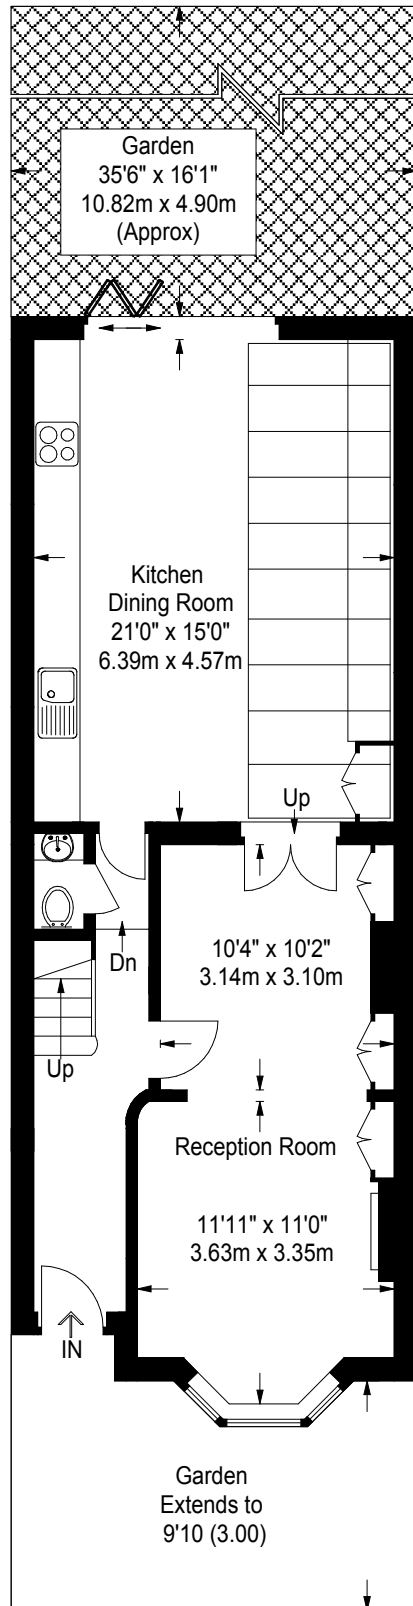 Garden
35'6" x 16'1"
10.82m x 4.90m
(Approx)
Kitchen
Dining Room
21'0" x 15'0"
6.39m x 4.57m
Up
10'4" x 10'2"
3.14m x 3.10m
Dn
Up
Reception Room
11'11" x 11'0"
3.63m x 3.35m
IN
Garden
Extends to
9'10 (3.00)